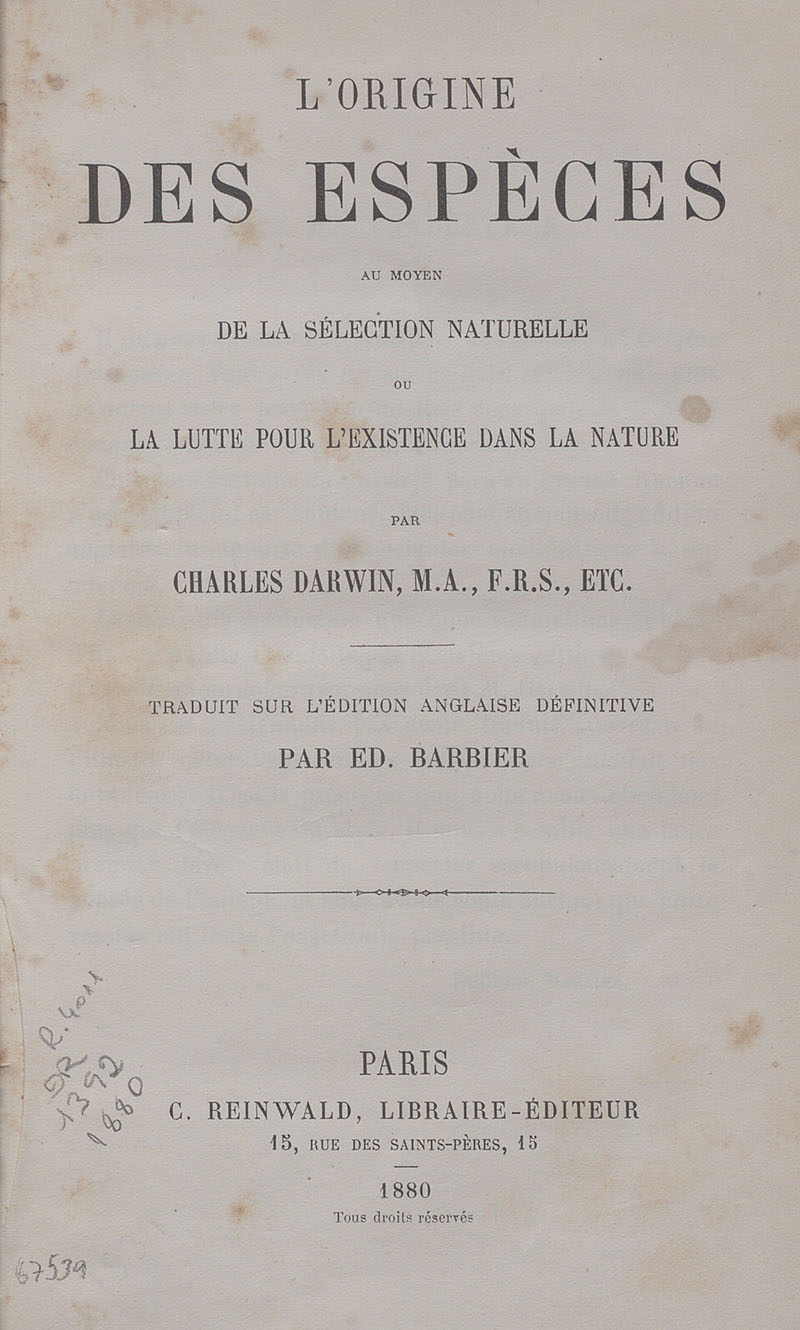 L'ORIGINE
DES ESPÈCES
AU MOYEN
DE LA SÉLECTION NATURELLE
OU
LA LUTTE POUR L'EXISTENCE DANS LA NATURE
PAR
CHARLES DARWIN, M.A., F.R.S., ETC.
TRADUIT SUR L'ÉDITION ANGLAISE DÉFINITIVE
PAR ED. BARBIER
PARIS
C. REINWALD, LIBRAIRE-ÉDITEUR
15, RUE DES SAINTS-PÈRES, 15
1880
Tous droits réservés
1880
67539